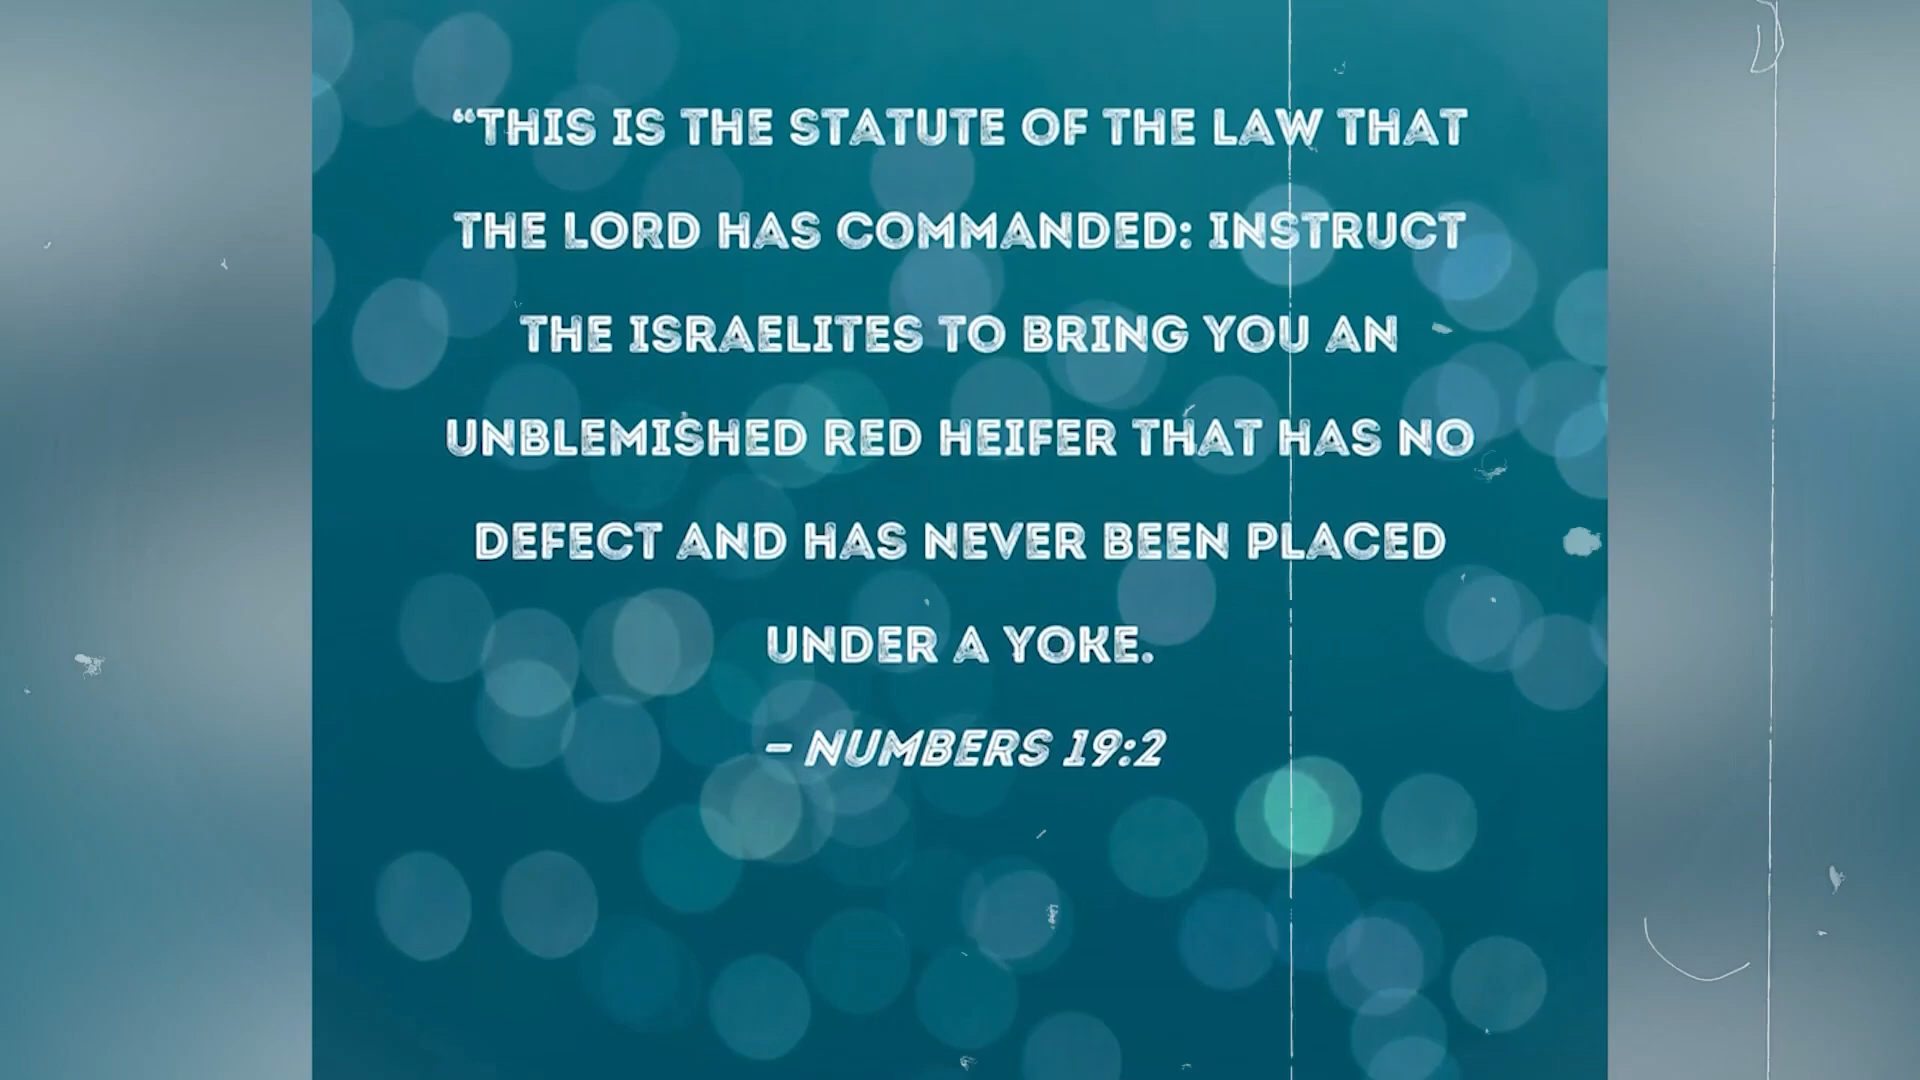 “THIS IS THE STATUTE OF THE LAW THAT
THE LORD HAS COMMANDED: INSTRUCT
THE ISRAELITES TO BRING YOU AN
UNBLEMISHED RED HEIFER THAT HAS NO
DEFECT AND HAS NEVER BEEN PLACED
UNDER A YOKE.
– NUMBERS 19:2